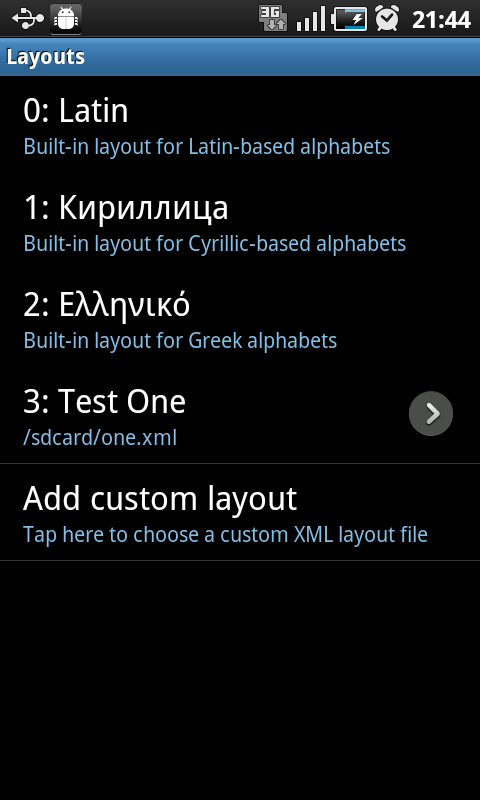 3G
21:44
Layouts
0: Latin
Built-in layout for Latin-based alphabets
1: Кириллица
Built-in layout for Cyrillic-based alphabets
2: Ελληνικό
Built-in layout for Greek alphabets
3: Test One
/sdcard/one.xml
Add custom layout
Tap here to choose a custom XML layout file